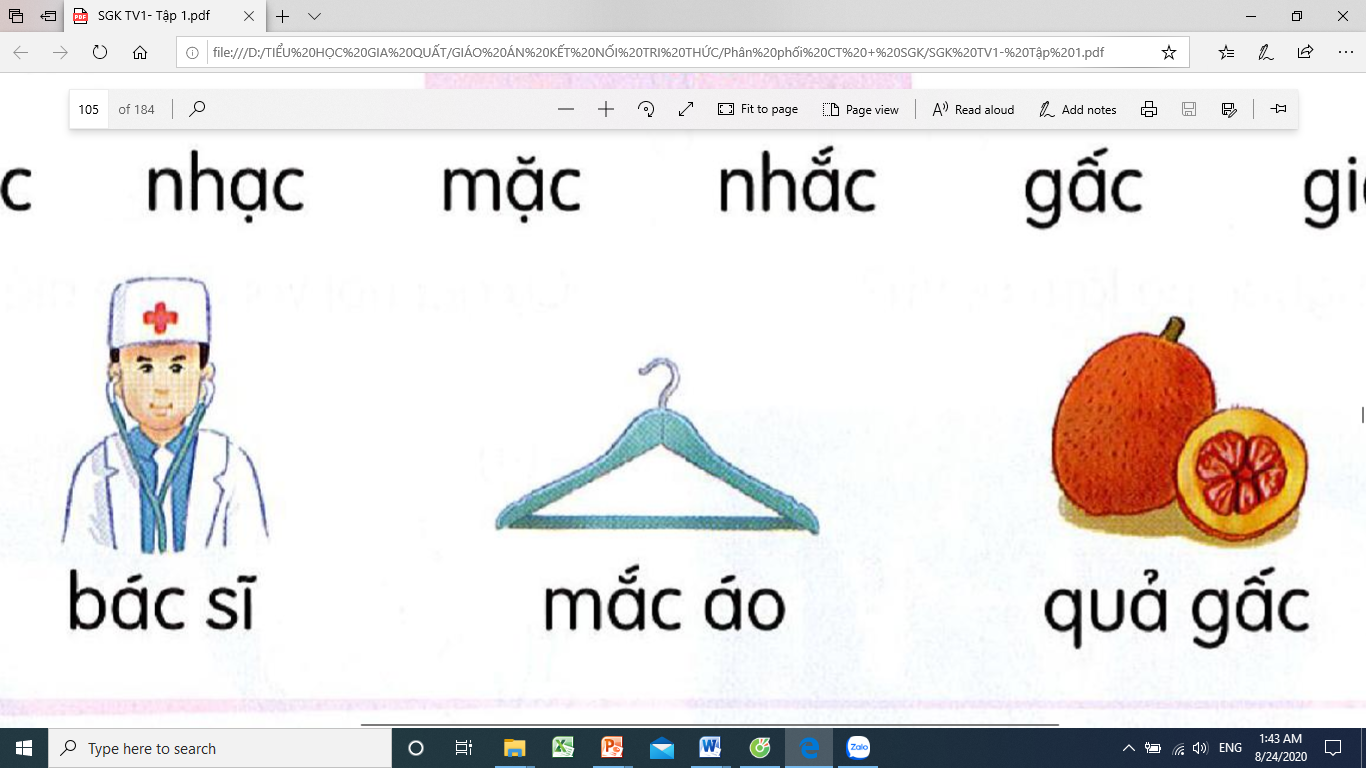 SGK TV1- Tập 1.pdf
file:///D:/TIỂU%20HỌC%20GIA%20QUẤT/GIÁO%20ÁN%20KẾT%20NỐI%20TRI%20THỨC/Phân%20phối%20CT%20+%20SGK/SGK%20TV1-%20Tập%201.pdf
105 of 184 Fit to page Page view Read aloud Add notes
c nhạc mặc nhắc gấc gi
bác sĩ mắc áo quả gấc
Type here to search ENG 1:43 AM
8/24/2020